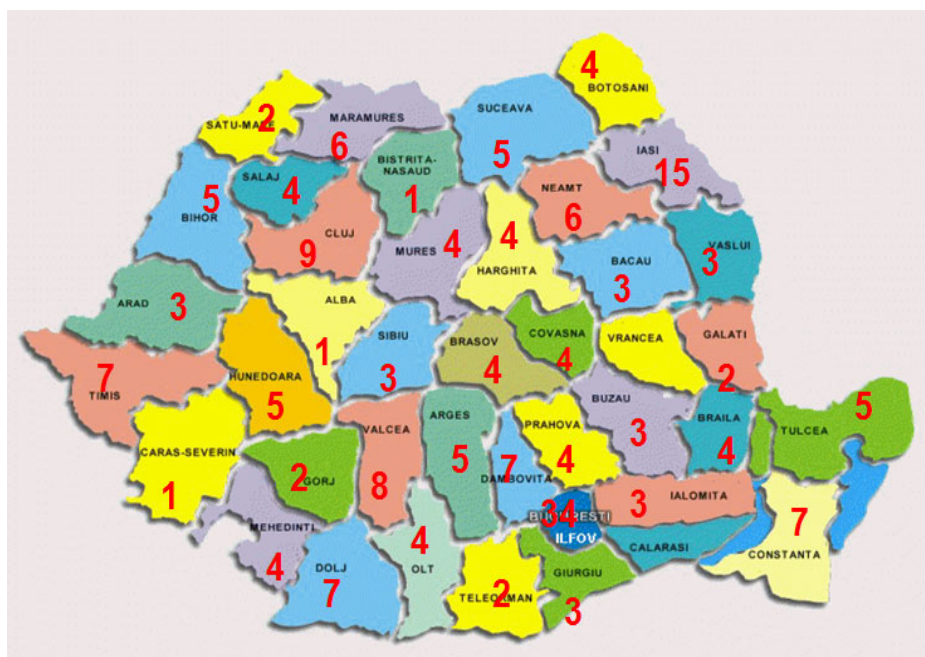 4
BOTOSANI
2
SATU-MARE
MARAMURES
6
SUCEAVA
5
IASI
15
BISTRITA-
NASAUD
1
SALAJ
4
5
BIHOR
NEAMT
6
CLUJ
9
MURES
4
4
HARGHITA
BACAU
3
VASLUI
3
ARAD
3
ALBA
1
SIBIU
3
BRASOV
4
COVASNA
4
VRANCEA
GALATI
2
7
TIMIS
HUNEDOARA
5
BUZAU
3
BRAILA
4
5
TULCEA
VALCEA
8
ARGES
5
PRAHOVA
4
7
DAMBOVITA
CARAS-SEVERIN
1
2
GORJ
34
BUCURESTI
ILFOV
IALOMITA
3
7
CONSTANTA
MEHEDINTI
4
DOLJ
7
4
OLT
CALARASI
GIURGIU
3
TELEORMAN
2